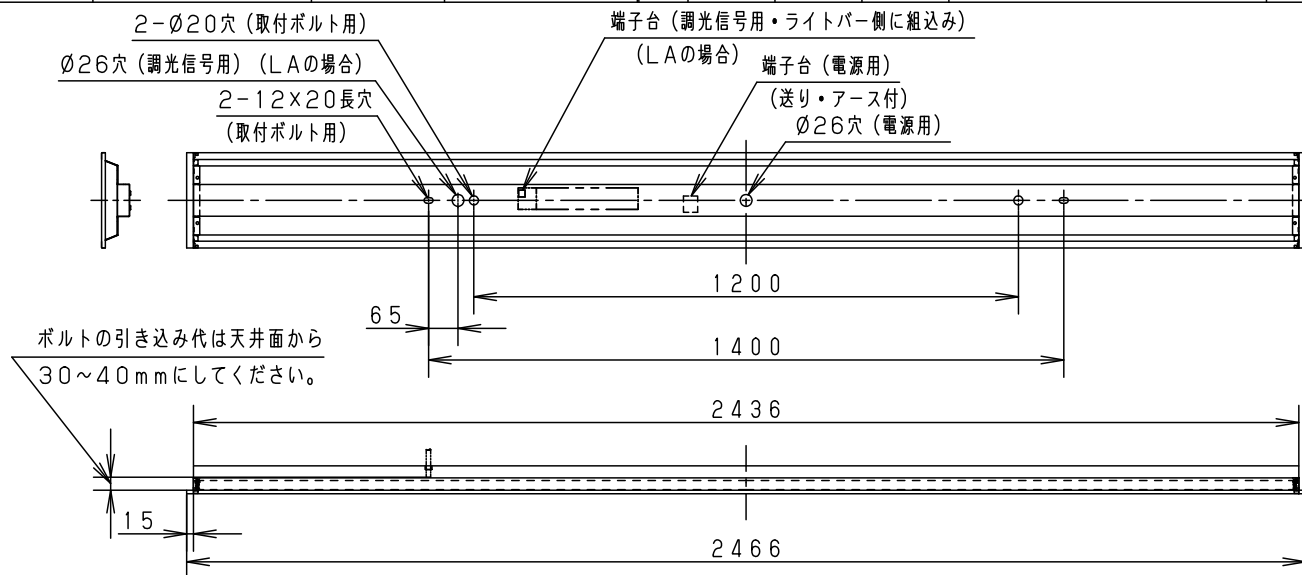 2-Ø20穴(取付ボルト用)
端子台(調光信号用・ライトバー側に組込み)
(LAの場合)
Ø26穴(調光信号用)(LAの場合)
端子台(電源用)
(送り・アース付)
2-12×20長穴
(取付ボルト用)
Ø26穴(電源用)
1200
65
1400
ボルトの引き込み代は天井面から
30~40mmにしてください。
2436
15
2466